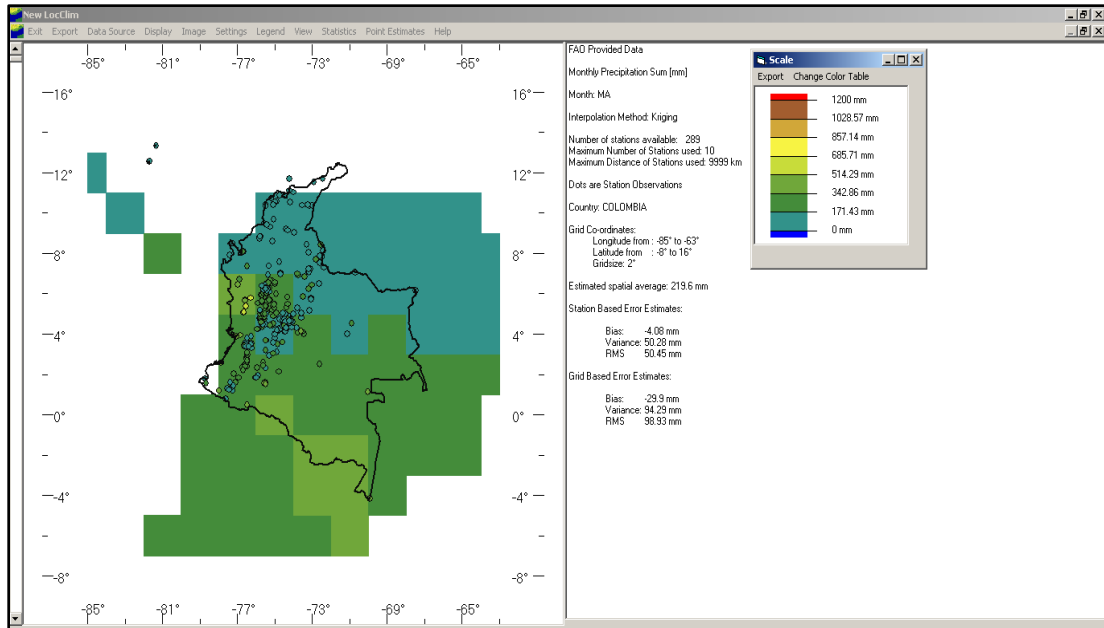 New LocClim
Exit Export Data Source Display Image Settings Legend View Statistics Point Estimates Help
-85° -81° -77° -73° -69° -65°
16° 16°
12° 12°
8° 8°
4° 4°
0° 0°
-4° -4°
-8° -8°
-85° -81° -77° -73° -69° -65°
FAO Provided Data
Monthly Precipitation Sum [mm]
Month: MA
Interpolation Method: Kriging
Number of stations available: 289
Maximum Number of Stations used: 10
Maximum Distance of Stations used: 9999 km
Dots are Station Observations
Country: COLOMBIA
Grid Co-ordinates:
Longitude from : -85° to -63°
Latitude from : -8° to 16°
Gridsize: 2°
Estimated spatial average: 219.6 mm
Station Based Error Estimates:
Bias: -4.08 mm
Variance: 50.28 mm
RMS 50.45 mm
Grid Based Error Estimates:
Bias: -29.9 mm
Variance: 94.29 mm
RMS 98.93 mm
Scale
Export Change Color Table
1200 mm
1028.57 mm
857.14 mm
685.71 mm
514.29 mm
342.86 mm
171.43 mm
0 mm